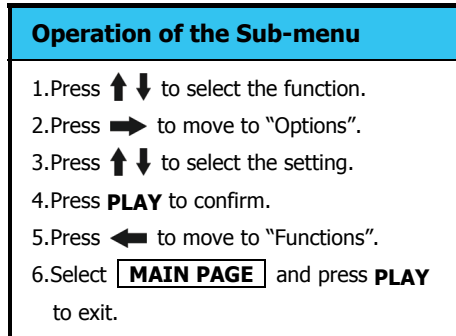 Operation of the Sub-menu
1.Press ↑ ↓ to select the function.
2.Press → to move to “Options”.
3.Press ↑ ↓ to select the setting.
4.Press PLAY to confirm.
5.Press ← to move to “Functions”.
6.Select MAIN PAGE and press PLAY
to exit.